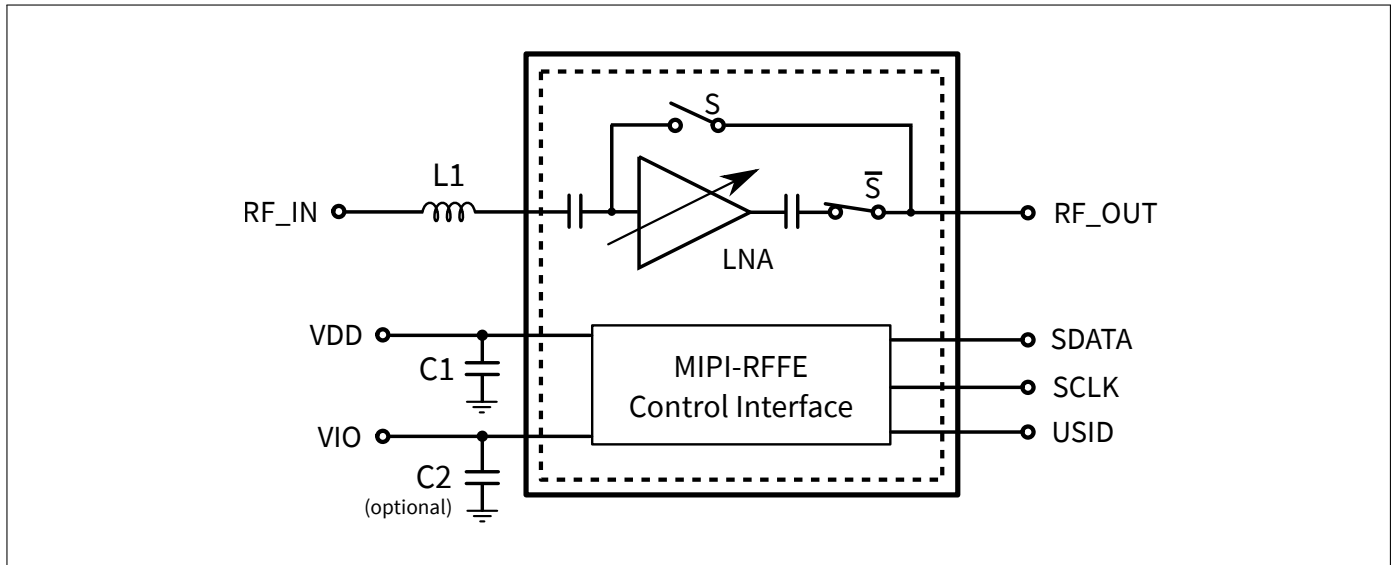 S
L1
S̅
RF_IN
RF_OUT
LNA
VDD
C1
MIPI-RFFE
Control Interface
SDATA
SCLK
VIO
USID
C2
(optional)